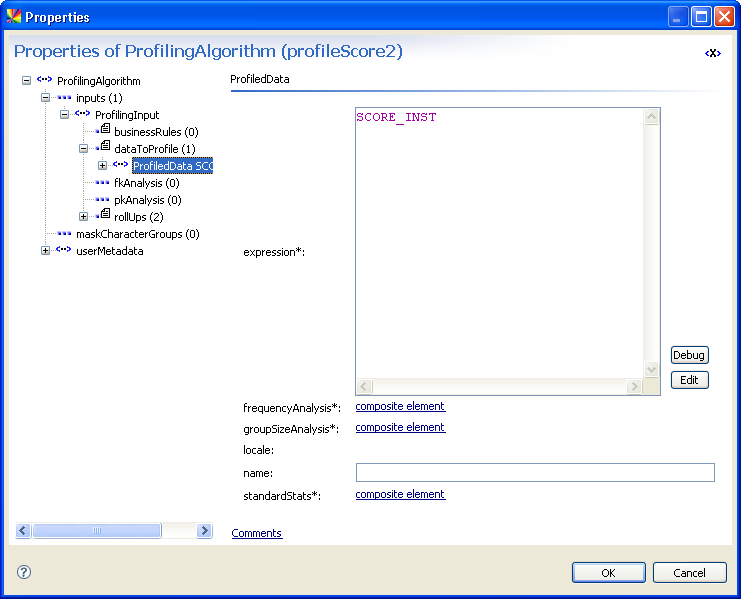 Properties
Properties of ProfilingAlgorithm (profileScore2)
<X>
ProfilingAlgorithm
inputs (1)
ProfilingInput
businessRules (0)
dataToProfile (1)
ProfiledData SCO
fkAnalysis (0)
pkAnalysis (0)
rollUps (2)
maskCharacterGroups (0)
userMetadata
ProfiledData
SCORE_INST
expression*:
Debug
Edit
frequencyAnalysis*: composite element
groupSizeAnalysis*: composite element
locale:
name:
standardStats*: composite element
Comments
?
OK
Cancel